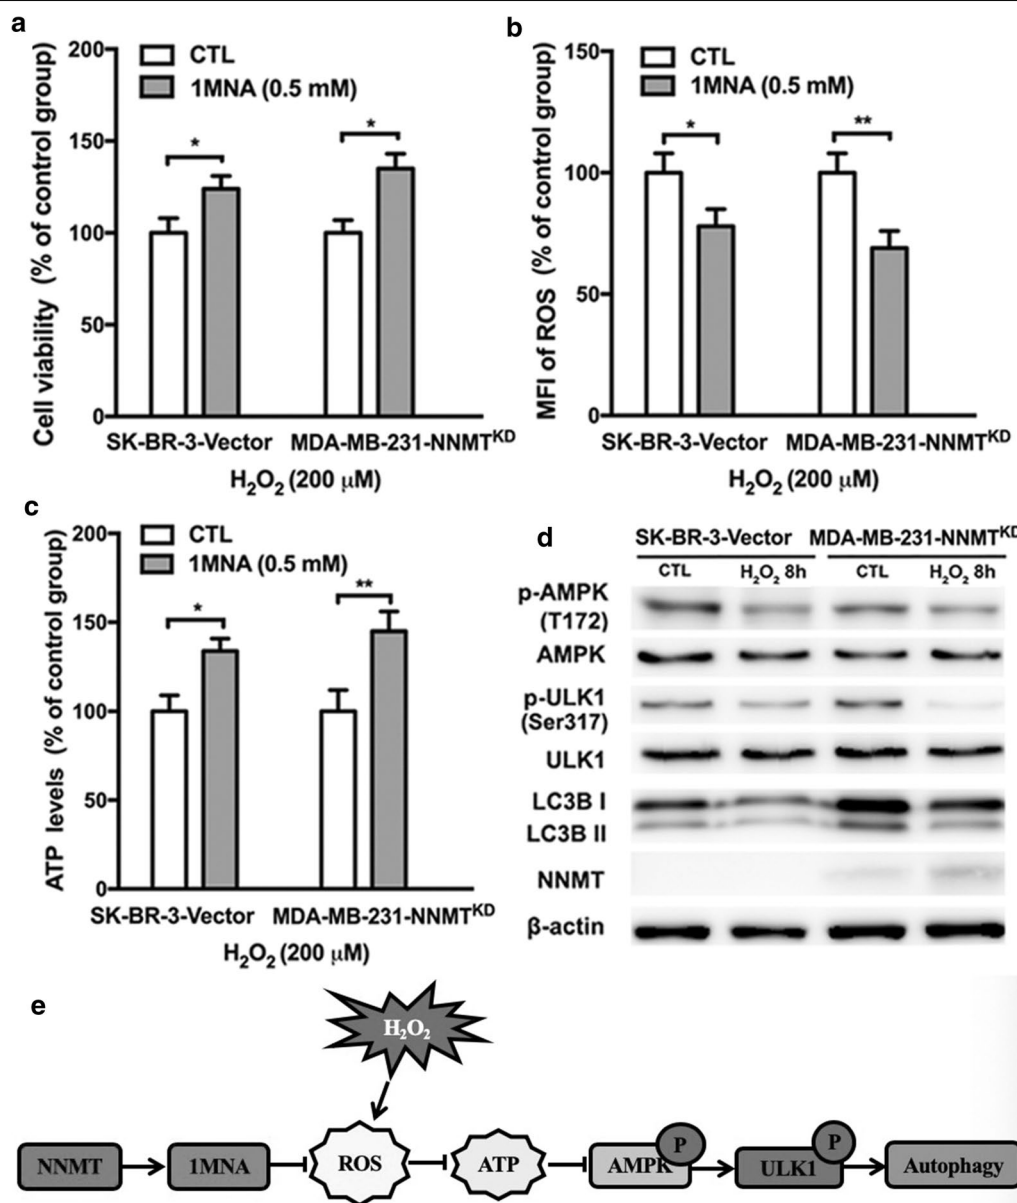 a
200
150
100
50
0
Cell viability (% of control group)
CTL
1MNA (0.5 mM)
*
*
SK-BR-3-Vector MDA-MB-231-NNMTᴷᴰ
H₂O₂ (200 μM)
b
150
100
50
0
MFI of ROS (% of control group)
CTL
1MNA (0.5 mM)
*
**
SK-BR-3-Vector MDA-MB-231-NNMTᴷᴰ
H₂O₂ (200 μM)
c
200
150
100
50
0
ATP levels (% of control group)
CTL
1MNA (0.5 mM)
*
**
SK-BR-3-Vector MDA-MB-231-NNMTᴷᴰ
H₂O₂ (200 μM)
d
SK-BR-3-Vector MDA-MB-231-NNMTᴷᴰ
CTL H₂O₂ 8h CTL H₂O₂ 8h
p-AMPK
(T172)
AMPK
p-ULK1
(Ser317)
ULK1
LC3B I
LC3B II
NNMT
β-actin
e
H₂O₂
P P
NNMT 1MNA ROS ATP AMPK ULK1 Autophagy